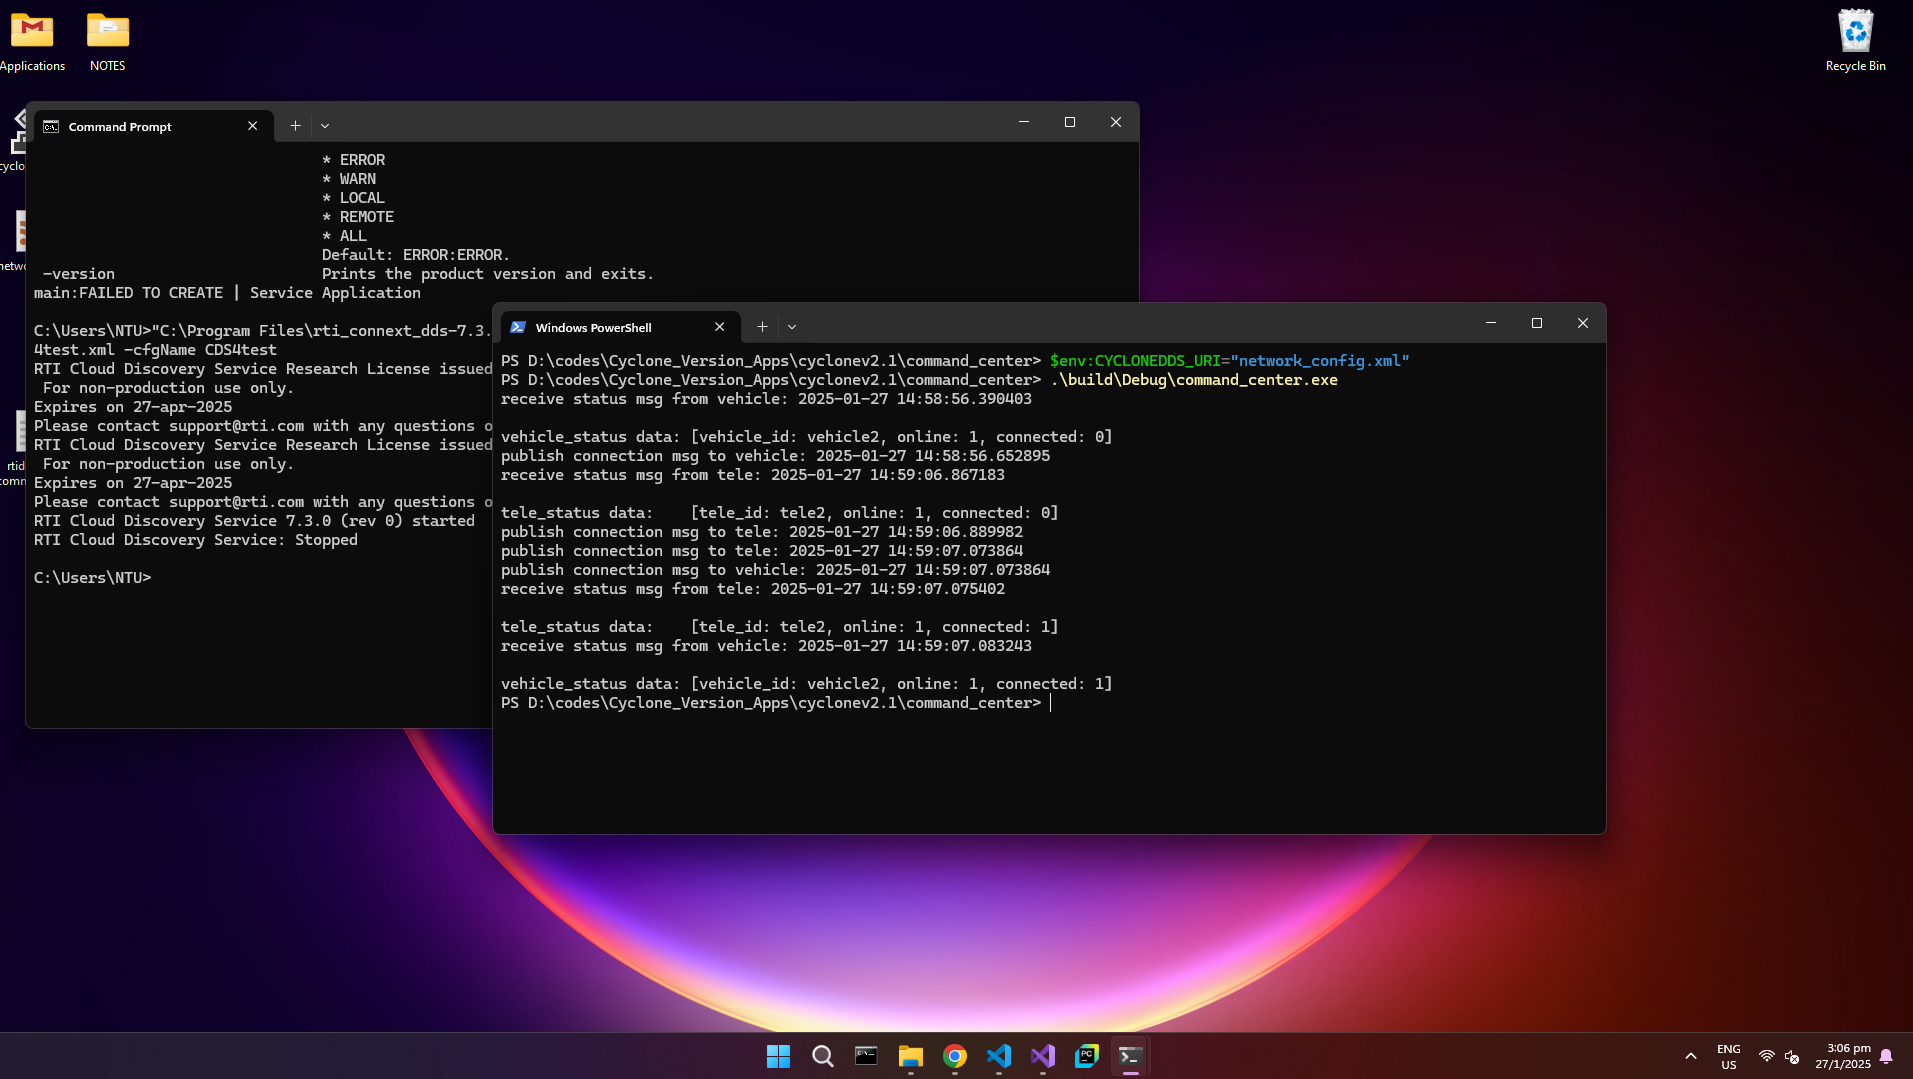 Applications
NOTES
Recycle Bin
Command Prompt
* ERROR
* WARN
* LOCAL
* REMOTE
* ALL
Default: ERROR:ERROR.
-version Prints the product version and exits.
main:FAILED TO CREATE | Service Application
C:\Users\NTU>"C:\Program Files\rti_connext_dds-7.3.
4test.xml -cfgName CDS4test
RTI Cloud Discovery Service Research License issued
For non-production use only.
Expires on 27-apr-2025
Please contact support@rti.com with any questions o
RTI Cloud Discovery Service Research License issued
For non-production use only.
Expires on 27-apr-2025
Please contact support@rti.com with any questions o
RTI Cloud Discovery Service 7.3.0 (rev 0) started
RTI Cloud Discovery Service: Stopped
C:\Users\NTU>
cyclo
netwo
rtid
comm
Windows PowerShell
PS D:\codes\Cyclone_Version_Apps\cyclonev2.1\command_center> $env:CYCLONEDDS_URI="network_config.xml"
PS D:\codes\Cyclone_Version_Apps\cyclonev2.1\command_center> .\build\Debug\command_center.exe
receive status msg from vehicle: 2025-01-27 14:58:56.390403
vehicle_status data: [vehicle_id: vehicle2, online: 1, connected: 0]
publish connection msg to vehicle: 2025-01-27 14:58:56.652895
receive status msg from tele: 2025-01-27 14:59:06.867183
tele_status data: [tele_id: tele2, online: 1, connected: 0]
publish connection msg to tele: 2025-01-27 14:59:06.889982
publish connection msg to tele: 2025-01-27 14:59:07.073864
publish connection msg to vehicle: 2025-01-27 14:59:07.073864
receive status msg from tele: 2025-01-27 14:59:07.075402
tele_status data: [tele_id: tele2, online: 1, connected: 1]
receive status msg from vehicle: 2025-01-27 14:59:07.083243
vehicle_status data: [vehicle_id: vehicle2, online: 1, connected: 1]
PS D:\codes\Cyclone_Version_Apps\cyclonev2.1\command_center>
ENG
US
3:06 pm
27/1/2025